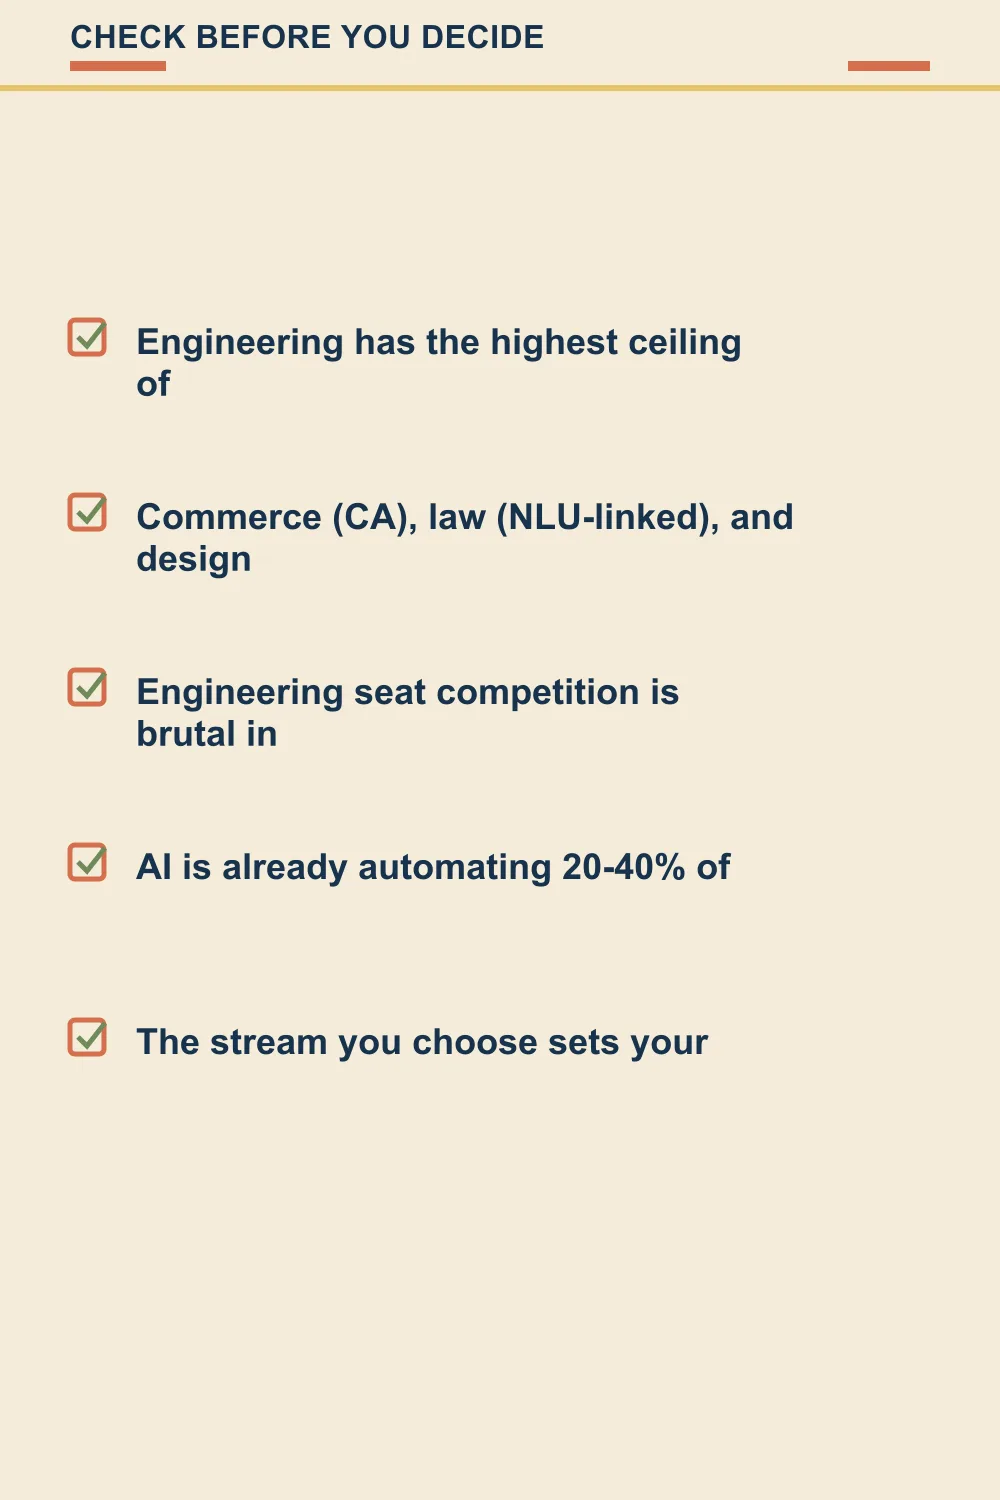 CHECK BEFORE YOU DECIDE
Engineering has the highest ceiling
of
Commerce (CA), law (NLU-linked), and
design
Engineering seat competition is
brutal in
AI is already automating 20-40% of
The stream you choose sets your